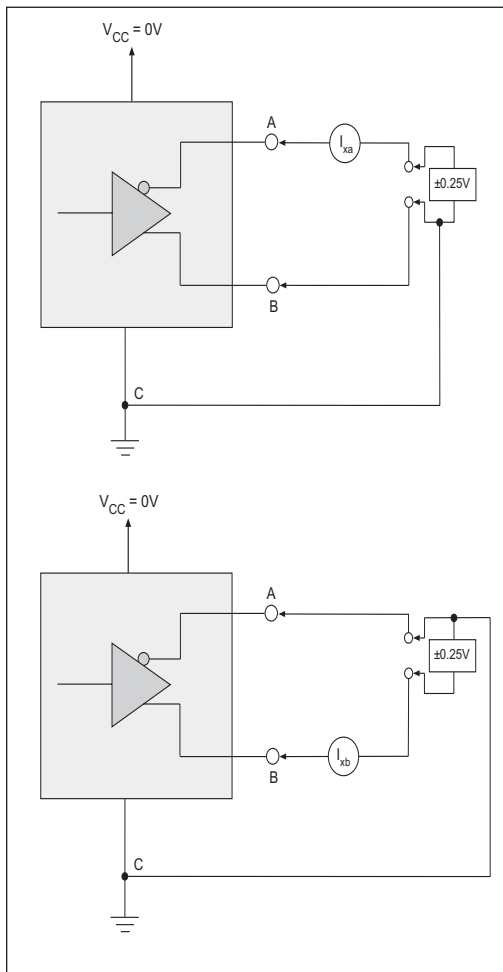 V_CC = 0V
A
I_xa
±0.25V
B
C
V_CC = 0V
A
±0.25V
B
I_xb
C